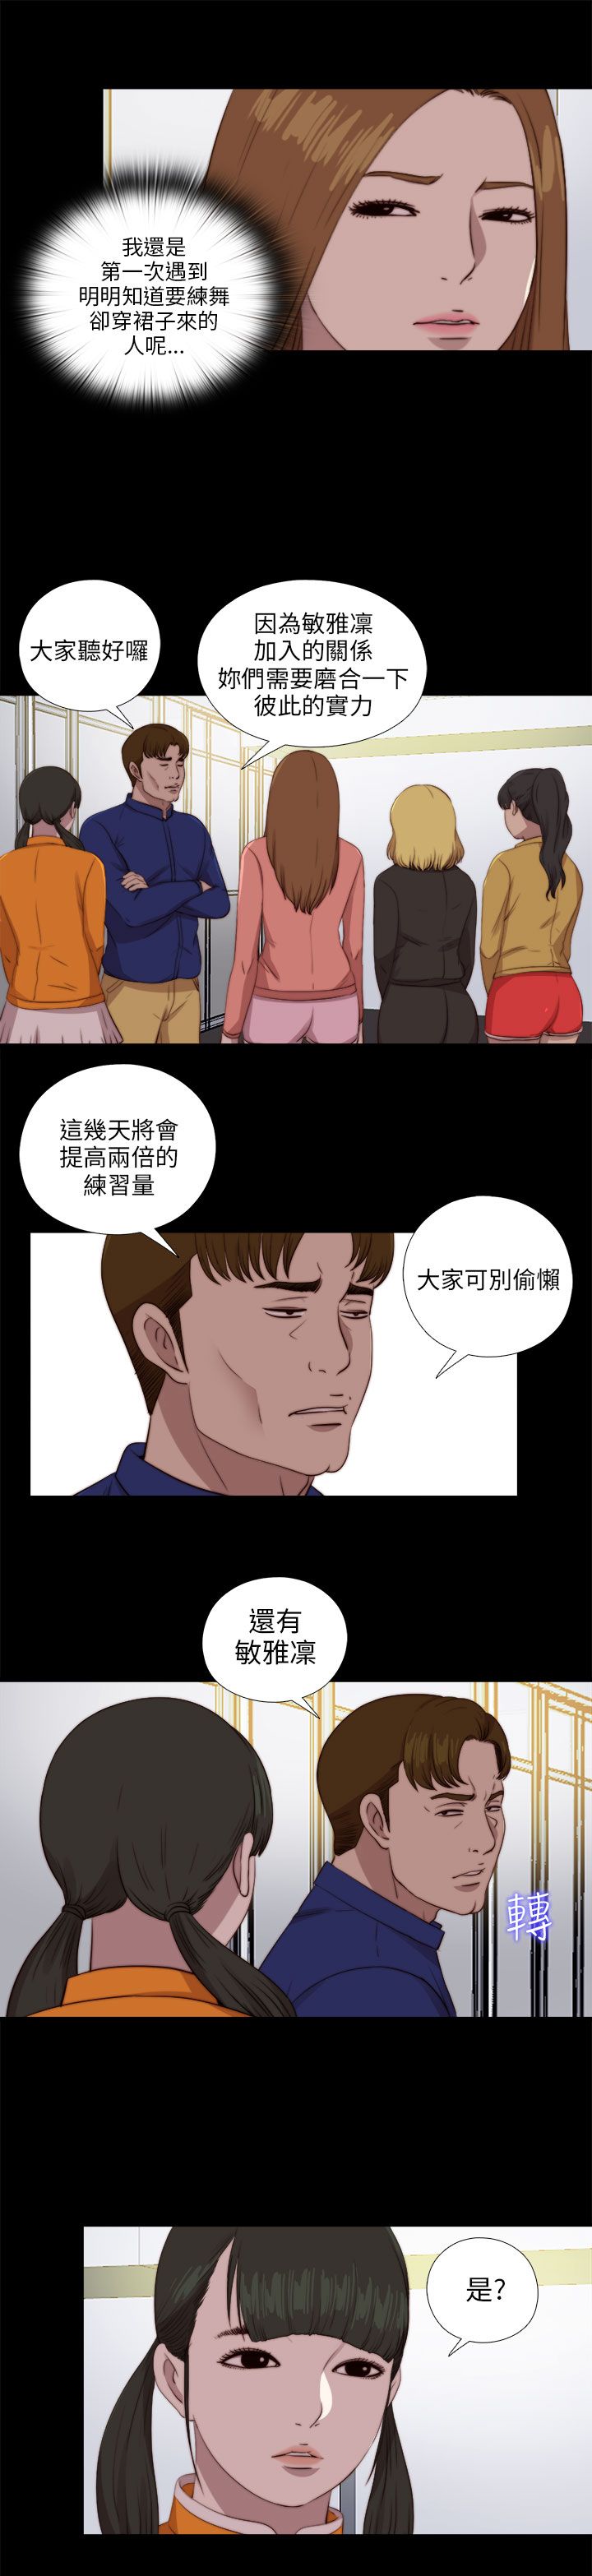 我還是
第一次遇到
明明知道要練舞
卻穿裙子來的
人呢...
大家聽好囉
因為敏雅凜
加入的關係
妳們需要磨合一下
彼此的實力
這幾天將會
提高兩倍的
練習量
大家可別偷懶
還有
敏雅凜
轉
是?